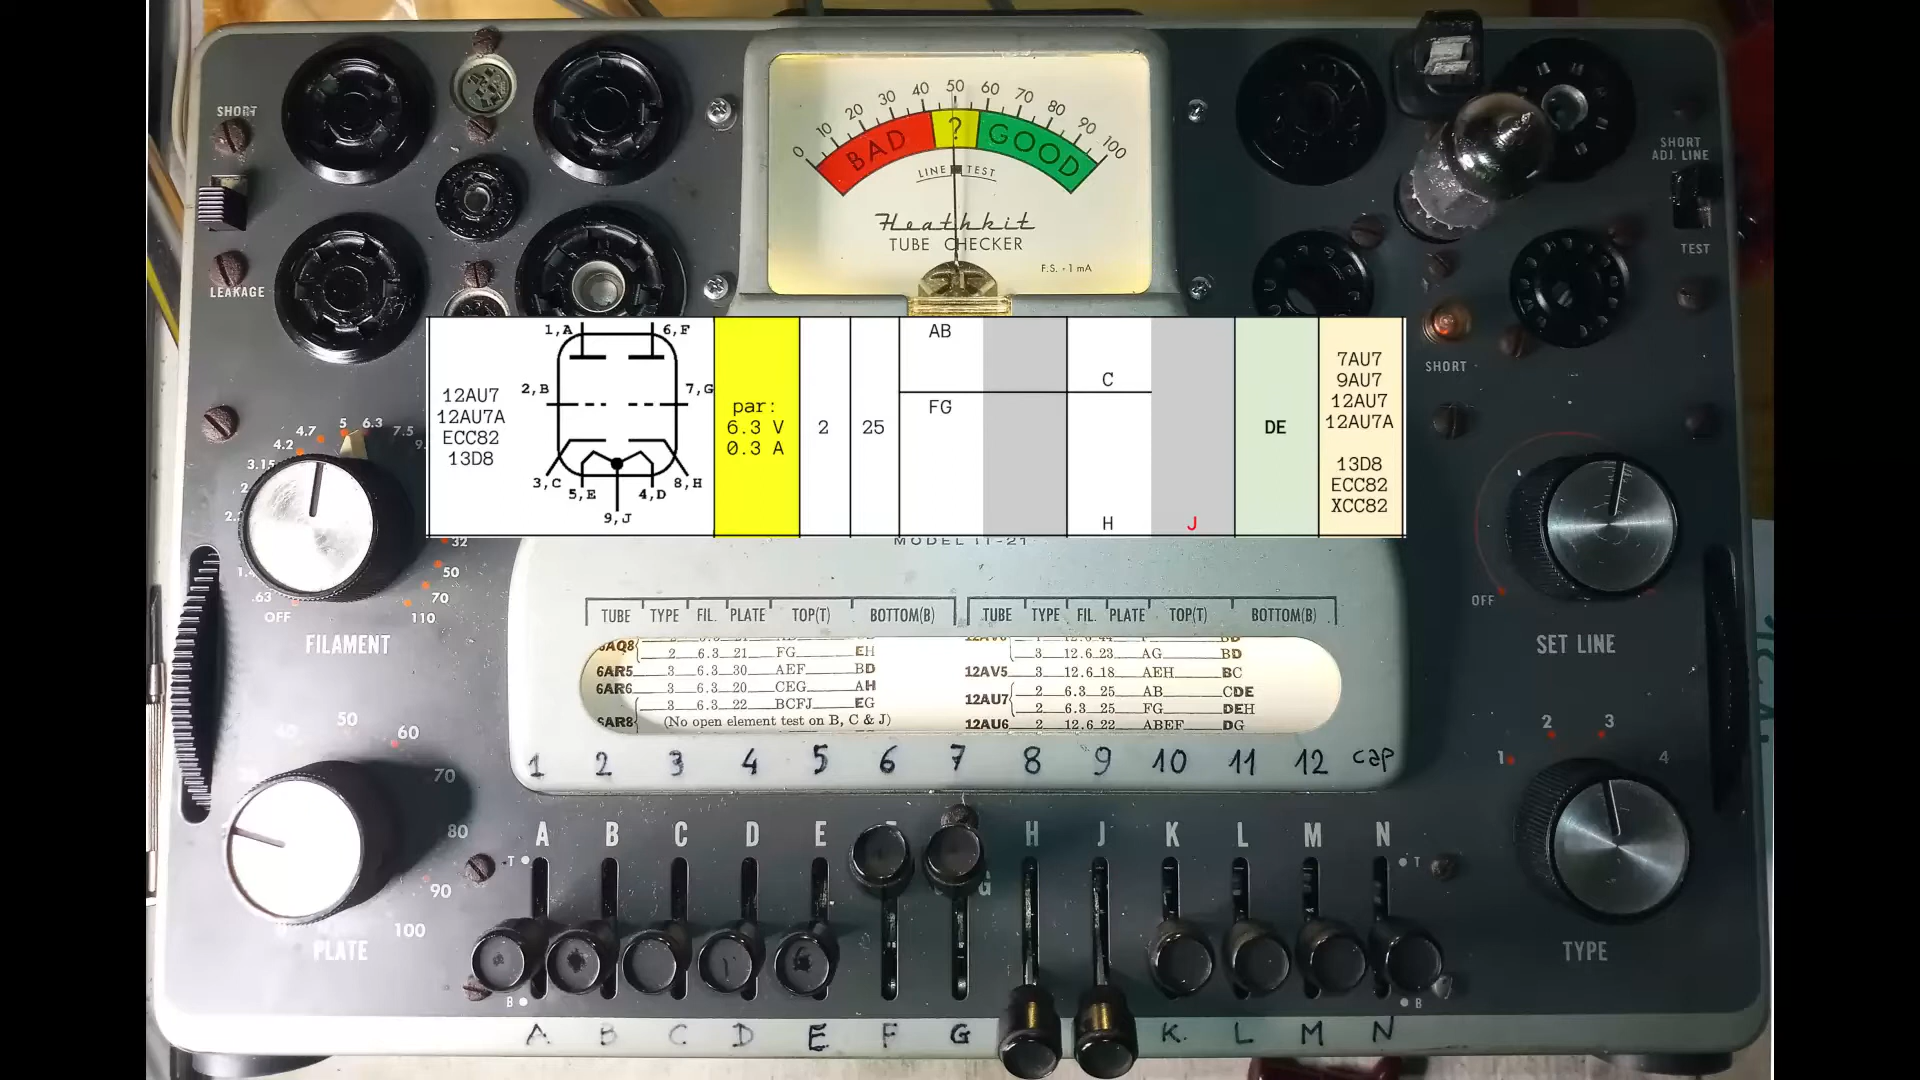 SHORT
LEAKAGE
0 10 20 30 40 50 60 70 80 90 100
BAD ? GOOD
LINE TEST
Heathkit
TUBE CHECKER
F.S. - 1 mA
SHORT
ADJ. LINE
TEST
SHORT
12AU7
12AU7A
ECC82
13D8
1,A 6,F
2,B 7,G
3,C 5,E 4,D 8,H
9,J
par:
6.3 V
0.3 A
2
25
AB
C
FG
H
J
DE
7AU7
9AU7
12AU7
12AU7A
13D8
ECC82
XCC82
MODEL IT-21
4.2 4.7 5 6.3 7.5
3.15
.63
OFF
32
50
70
110
FILAMENT
OFF
SET LINE
TUBE TYPE FIL. PLATE TOP(T) BOTTOM(B) TUBE TYPE FIL. PLATE TOP(T) BOTTOM(B)
6AQ8 2 6.3 21 FG EH
6AR5 3 6.3 30 AEF BD
6AR6 3 6.3 20 CEG AH
3 6.3 22 BCFJ EG
6AR8 (No open element test on B, C & J)
3 12.6 23 AG BD
12AV5 3 12.6 18 AEH BC
12AU7 2 6.3 25 AB CDE
2 6.3 25 FG DEH
12AU6 2 12.6 22 ABEF DG
1 2 3 4 5 6 7 8 9 10 11 12 cap
40 50 60
70
80
90
100
PLATE
1 2 3 4
TYPE
A B C D E H J K L M N
T T
G
B B
A B C D E F G K L M N